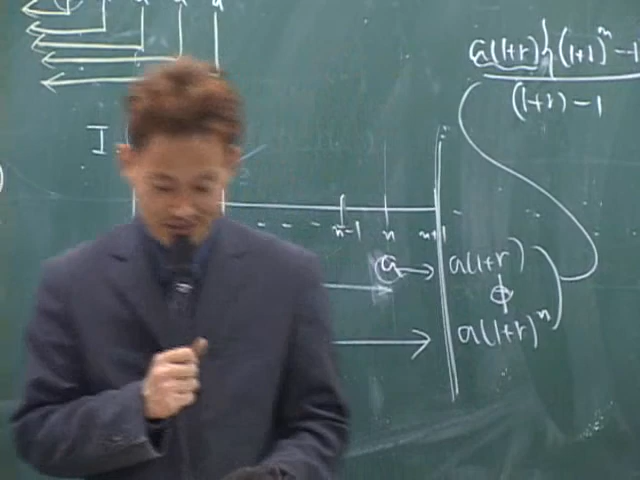 a(1+r){(1+r)^n-1
(1+r)-1
I
n-1 n n+1
a → a(1+r)
a(1+r)^n